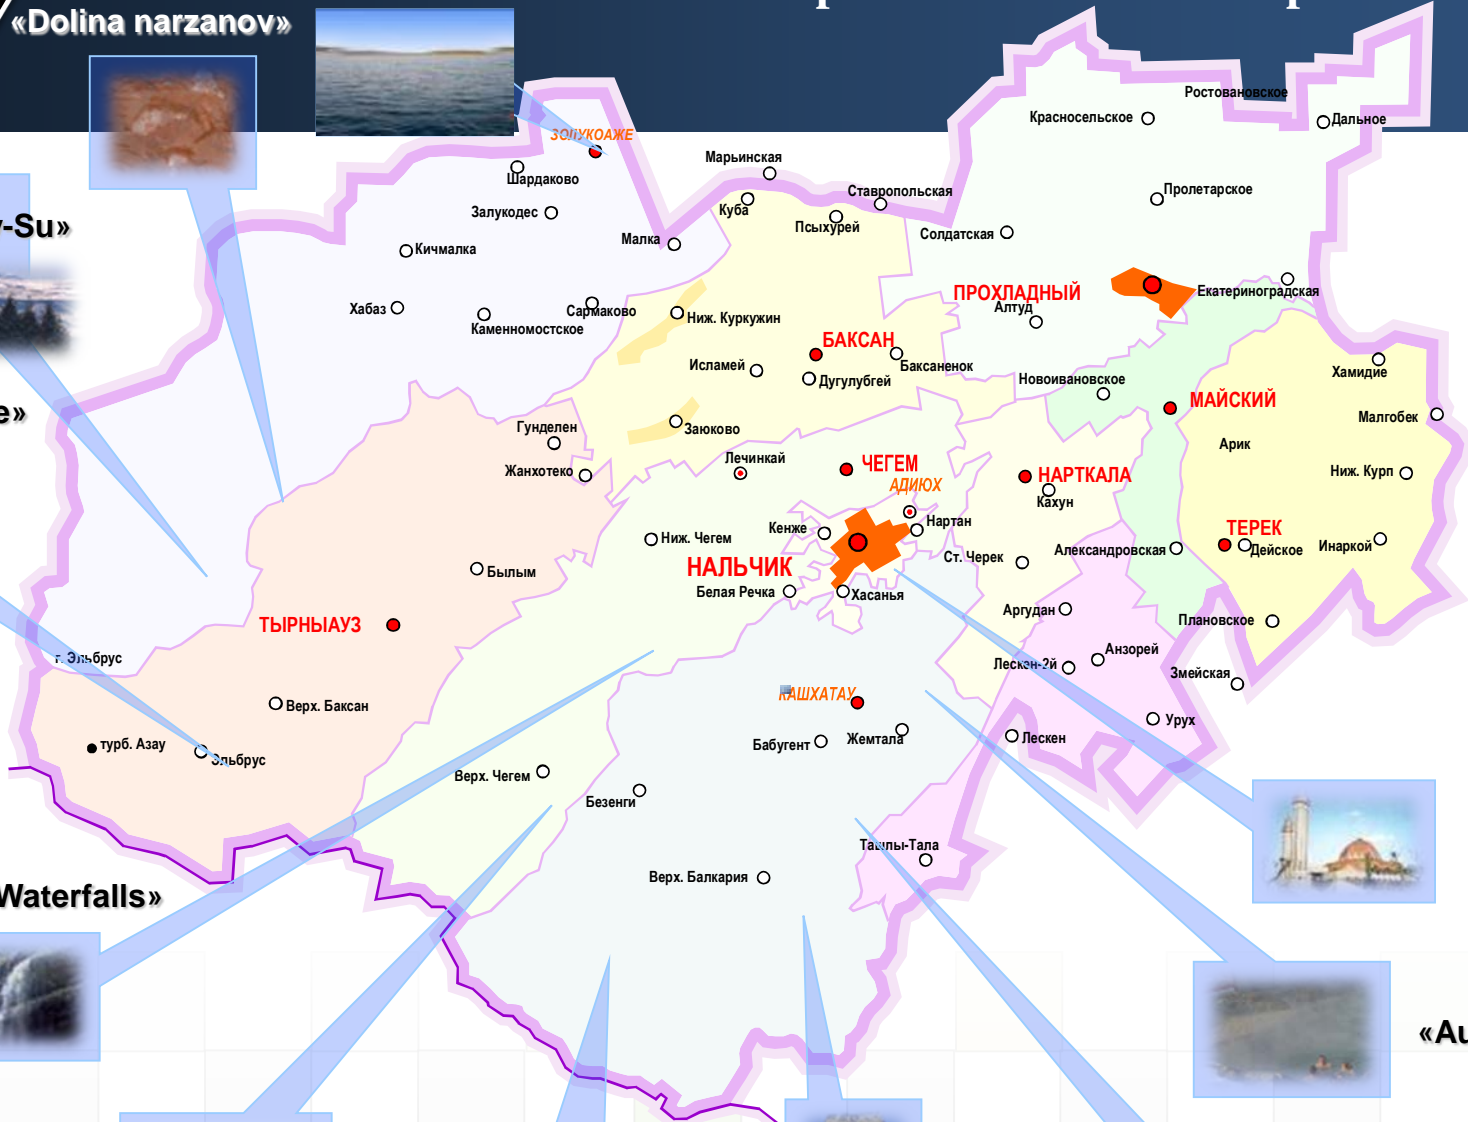 «Dolina narzanov»
Ростовановское
Красносельское
Дальное
ЗОЛУКОАЖЕ
Марьинская
Шардаково
Ставропольская
Пролетарское
Залукодес
Куба
Псыхурей
y-Su»
Солдатская
Малка
Кичмалка
ПРОХЛАДНЫЙ
Екатериноградская
Хабаз
Сармаково
Алтуд
Каменномостское
Ниж. Куркужин
БАКСАН
Исламей
Баксаненок
Дугулубгей
Новоивановское
Хамидие
МАЙСКИЙ
e»
Малгобек
Гунделен
Заюково
Арик
Лечинкай
ЧЕГЕМ
Жанхотеко
НАРТКАЛА
Ниж. Курп
АДИЮХ
Кахун
Кенже
Нартан
ТЕРЕК
Ниж. Чегем
Александровская
Дейское
Инаркой
НАЛЬЧИК
Ст. Черек
Былым
Белая Речка
Хасанья
Аргудан
Плановское
ТЫРНЫАУЗ
г. Эльбрус
Анзорей
Лескен-2й
Змейская
КАШХАТАУ
Верх. Баксан
Урух
турб. Азау
Бабугент
Жемтала
Лескен
Эльбрус
Верх. Чегем
Безенги
Ташлы-Тала
Верх. Балкария
Waterfalls»
«Au